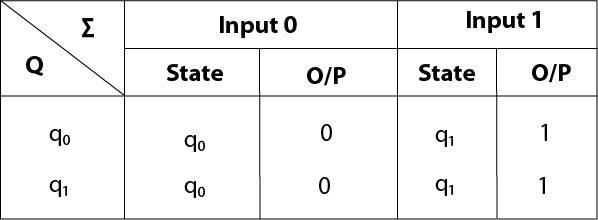 Σ Input 0 Input 1
Q State O/P State O/P
q₀ q₀ 0 q₁ 1
q₁ q₀ 0 q₁ 1